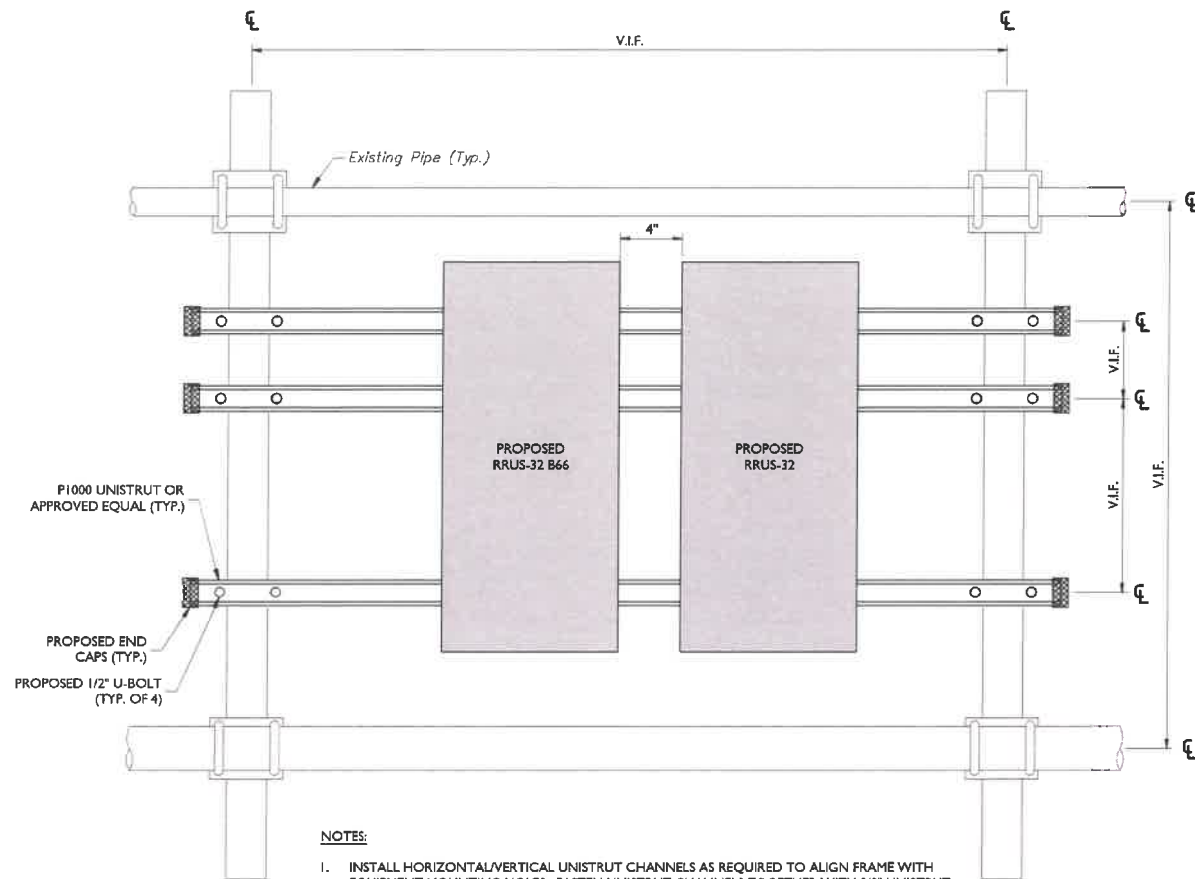 ℄ ℄
V.I.F.
Existing Pipe (Typ.)
℄
4"
℄
V.I.F.
℄
PROPOSED
RRUS-32 B66
PROPOSED
RRUS-32
V.I.F.
V.I.F.
P1000 UNISTRUT OR
APPROVED EQUAL (TYP.)
℄
PROPOSED END
CAPS (TYP.)
PROPOSED 1/2" U-BOLT
(TYP. OF 4)
℄
NOTES:
1. INSTALL HORIZONTAL/VERTICAL UNISTRUT CHANNELS AS REQUIRED TO ALIGN FRAME WITH